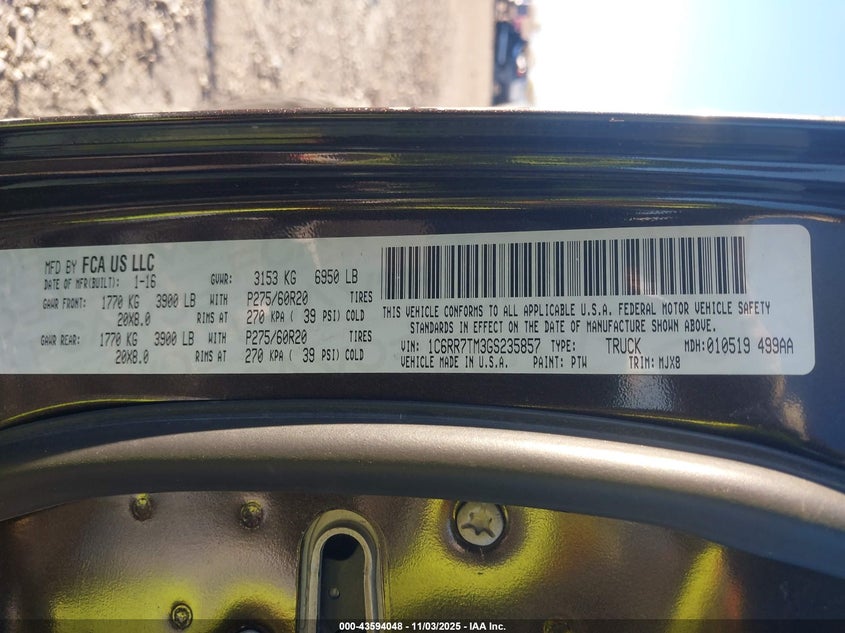 MFD BY FCA US LLC
DATE OF MFR(BUILT): 1-16 GVWR: 3153 KG 6950 LB
GAWR FRONT: 1770 KG 3900 LB WITH P275/60R20 TIRES
20X8.0 RIMS AT 270 KPA ( 39 PSI) COLD
GAWR REAR: 1770 KG 3900 LB WITH P275/60R20 TIRES
20X8.0 RIMS AT 270 KPA ( 39 PSI) COLD
THIS VEHICLE CONFORMS TO ALL APPLICABLE U.S.A. FEDERAL MOTOR VEHICLE SAFETY
STANDARDS IN EFFECT ON THE DATE OF MANUFACTURE SHOWN ABOVE.
VIN: 1C6RR7TM3GS235857 TYPE: TRUCK MDH:010519 499AA
VEHICLE MADE IN U.S.A. PAINT: PTW TRIM: MJX8
000-43594048 - 11/03/2025 - IAA Inc.